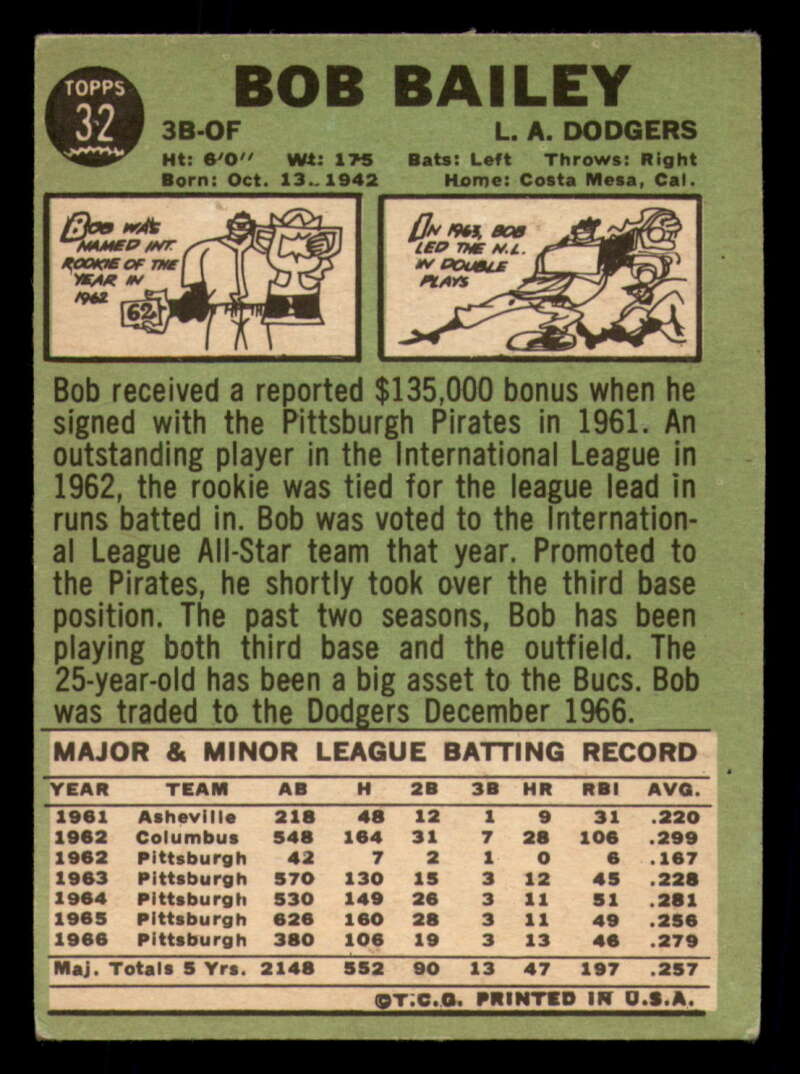 TOPPS
32
BOB BAILEY
3B-OF L. A. DODGERS
Ht: 6'0" Wt: 175 Bats: Left Throws: Right
Born: Oct. 13, 1942 Home: Costa Mesa, Cal.
BOB WAS
NAMED INT.
ROOKIE OF THE
YEAR IN
1962
62
IN 1963, BOB
LED THE N.L.
IN DOUBLE
PLAYS
Bob received a reported $135,000 bonus when he
signed with the Pittsburgh Pirates in 1961. An
outstanding player in the International League in
1962, the rookie was tied for the league lead in
runs batted in. Bob was voted to the Internation-
al League All-Star team that year. Promoted to
the Pirates, he shortly took over the third base
position. The past two seasons, Bob has been
playing both third base and the outfield. The
25-year-old has been a big asset to the Bucs. Bob
was traded to the Dodgers December 1966.
MAJOR & MINOR LEAGUE BATTING RECORD
YEAR TEAM AB H 2B 3B HR RBI AVG.
1961 Asheville 218 48 12 1 9 31 .220
1962 Columbus 548 164 31 7 28 106 .299
1962 Pittsburgh 42 7 2 1 0 6 .167
1963 Pittsburgh 570 130 15 3 12 45 .228
1964 Pittsburgh 530 149 26 3 11 51 .281
1965 Pittsburgh 626 160 28 3 11 49 .256
1966 Pittsburgh 380 106 19 3 13 46 .279
Maj. Totals 5 Yrs. 2148 552 90 13 47 197 .257
©T.C.G. PRINTED IN U.S.A.